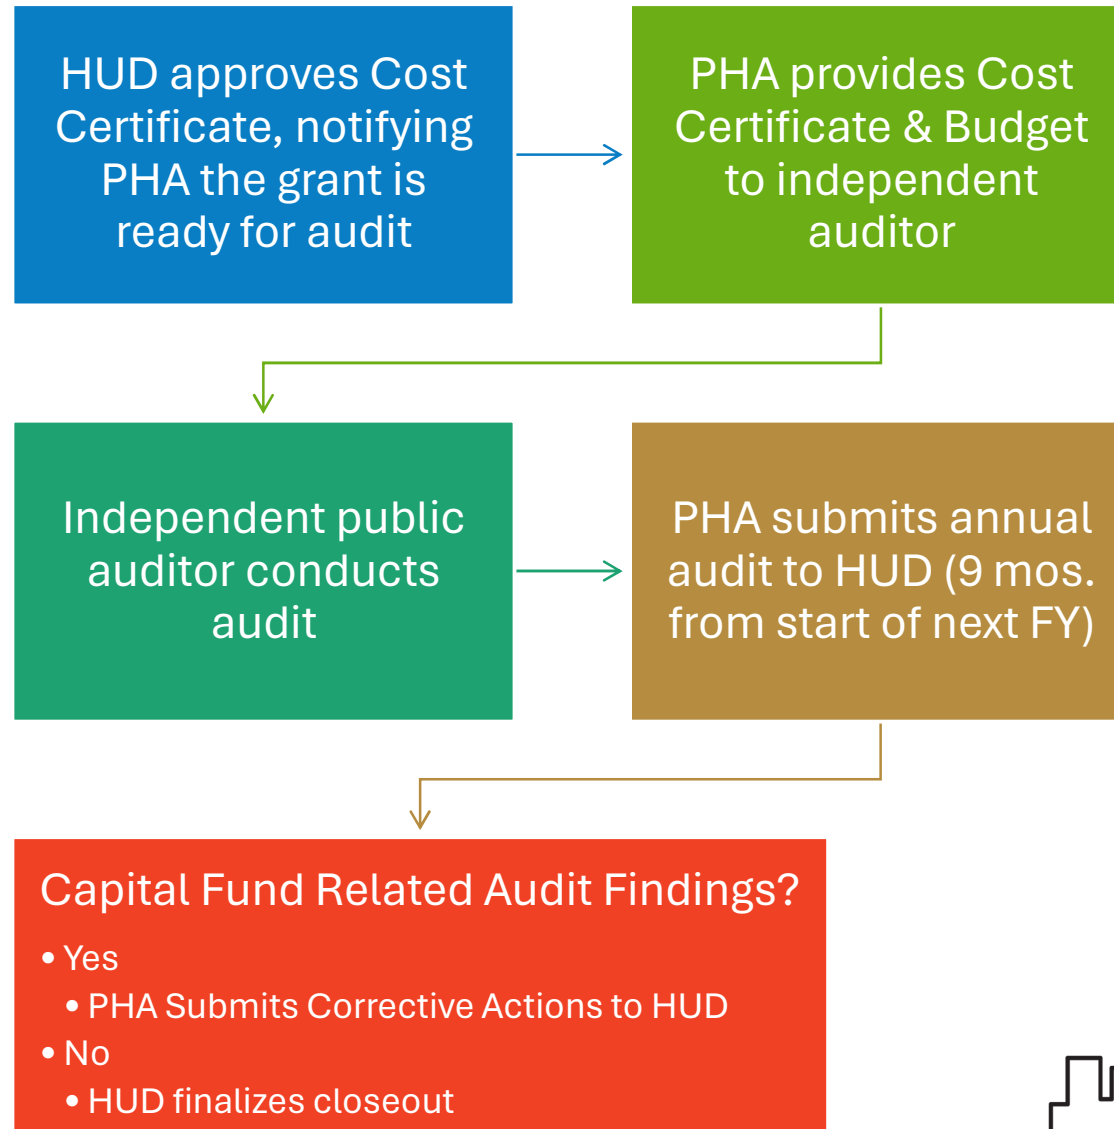 HUD approves Cost
Certificate, notifying
PHA the grant is
ready for audit
PHA provides Cost
Certificate & Budget
to independent
auditor
Independent public
auditor conducts
audit
PHA submits annual
audit to HUD (9 mos.
from start of next FY)
Capital Fund Related Audit Findings?
• Yes
• PHA Submits Corrective Actions to HUD
• No
• HUD finalizes closeout